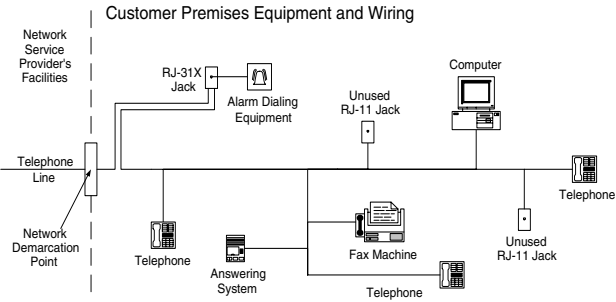 Customer Premises Equipment and Wiring
Network
Service
Provider's
Facilities
RJ-31X
Jack
Alarm Dialing
Equipment
Unused
RJ-11 Jack
Computer
Telephone
Line
Telephone
Network
Demarcation
Point
Telephone
Answering
System
Fax Machine
Unused
RJ-11 Jack
Telephone